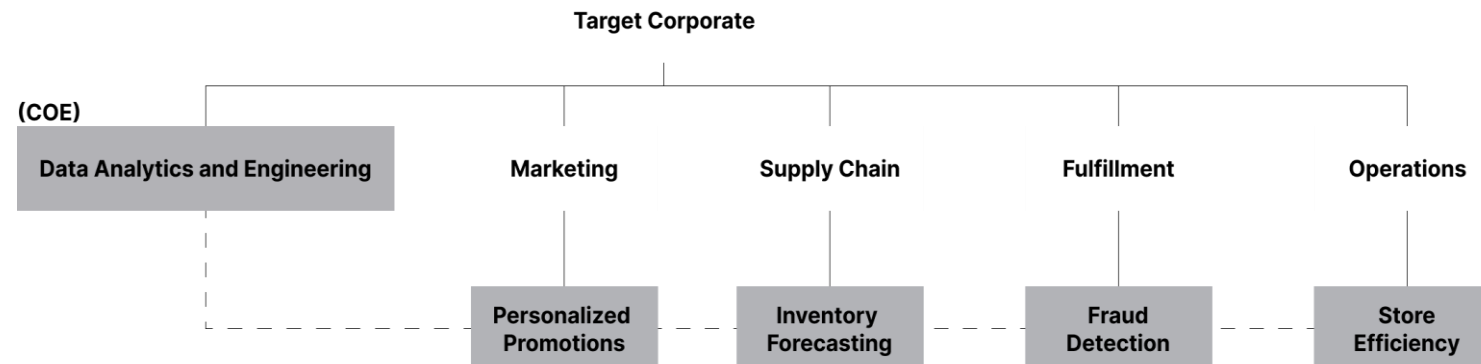 Target Corporate
(COE)
Data Analytics and Engineering
Marketing
Supply Chain
Fulfillment
Operations
Personalized
Promotions
Inventory
Forecasting
Fraud
Detection
Store
Efficiency